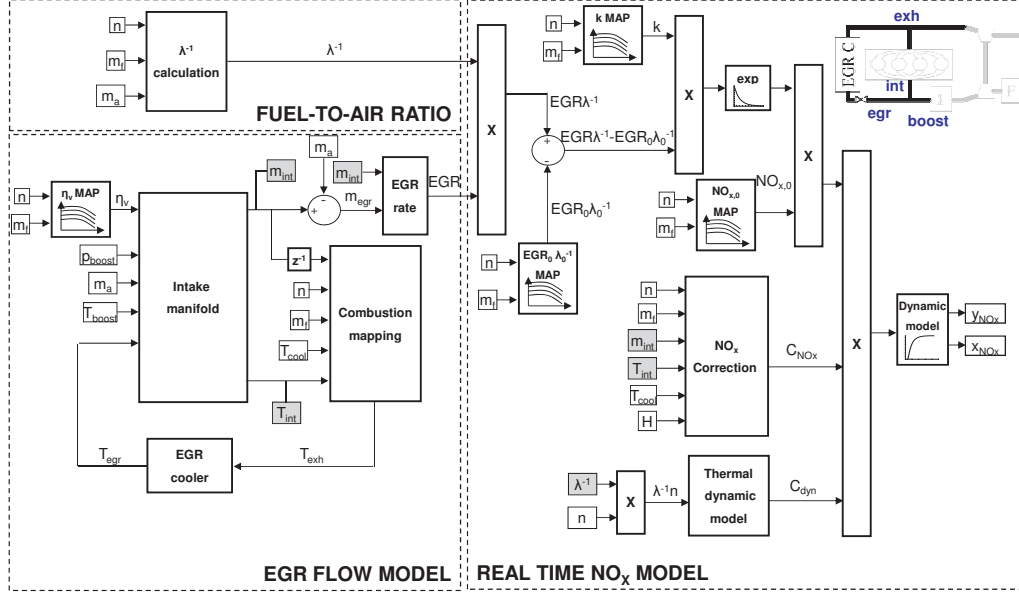 n
m_f
m_a
λ⁻¹
calculation
λ⁻¹
FUEL-TO-AIR RATIO
n
m_f
η_v MAP
η_v
p_boost
m_a
T_boost
Intake
manifold
m_int
m_a
+
-
m_egr
m_int
EGR
rate
EGR
z⁻¹
n
m_f
T_cool
Combustion
mapping
T_int
T_egr
EGR
cooler
T_exh
EGR FLOW MODEL
X
n
m_f
k MAP
k
EGRλ⁻¹
+
-
EGRλ⁻¹-EGR₀λ₀⁻¹
EGR₀λ₀⁻¹
n
m_f
EGR₀ λ₀⁻¹
MAP
X
exp
n
m_f
NO_x,0
MAP
NO_x,0
X
exh
EGR C
int
egr
boost
F
n
m_f
m_int
T_int
T_cool
H
NO_x
Correction
C_NOx
λ⁻¹
n
X
λ⁻¹n
Thermal
dynamic
model
C_dyn
X
Dynamic
model
y_NOx
x_NOx
REAL TIME NO_X MODEL